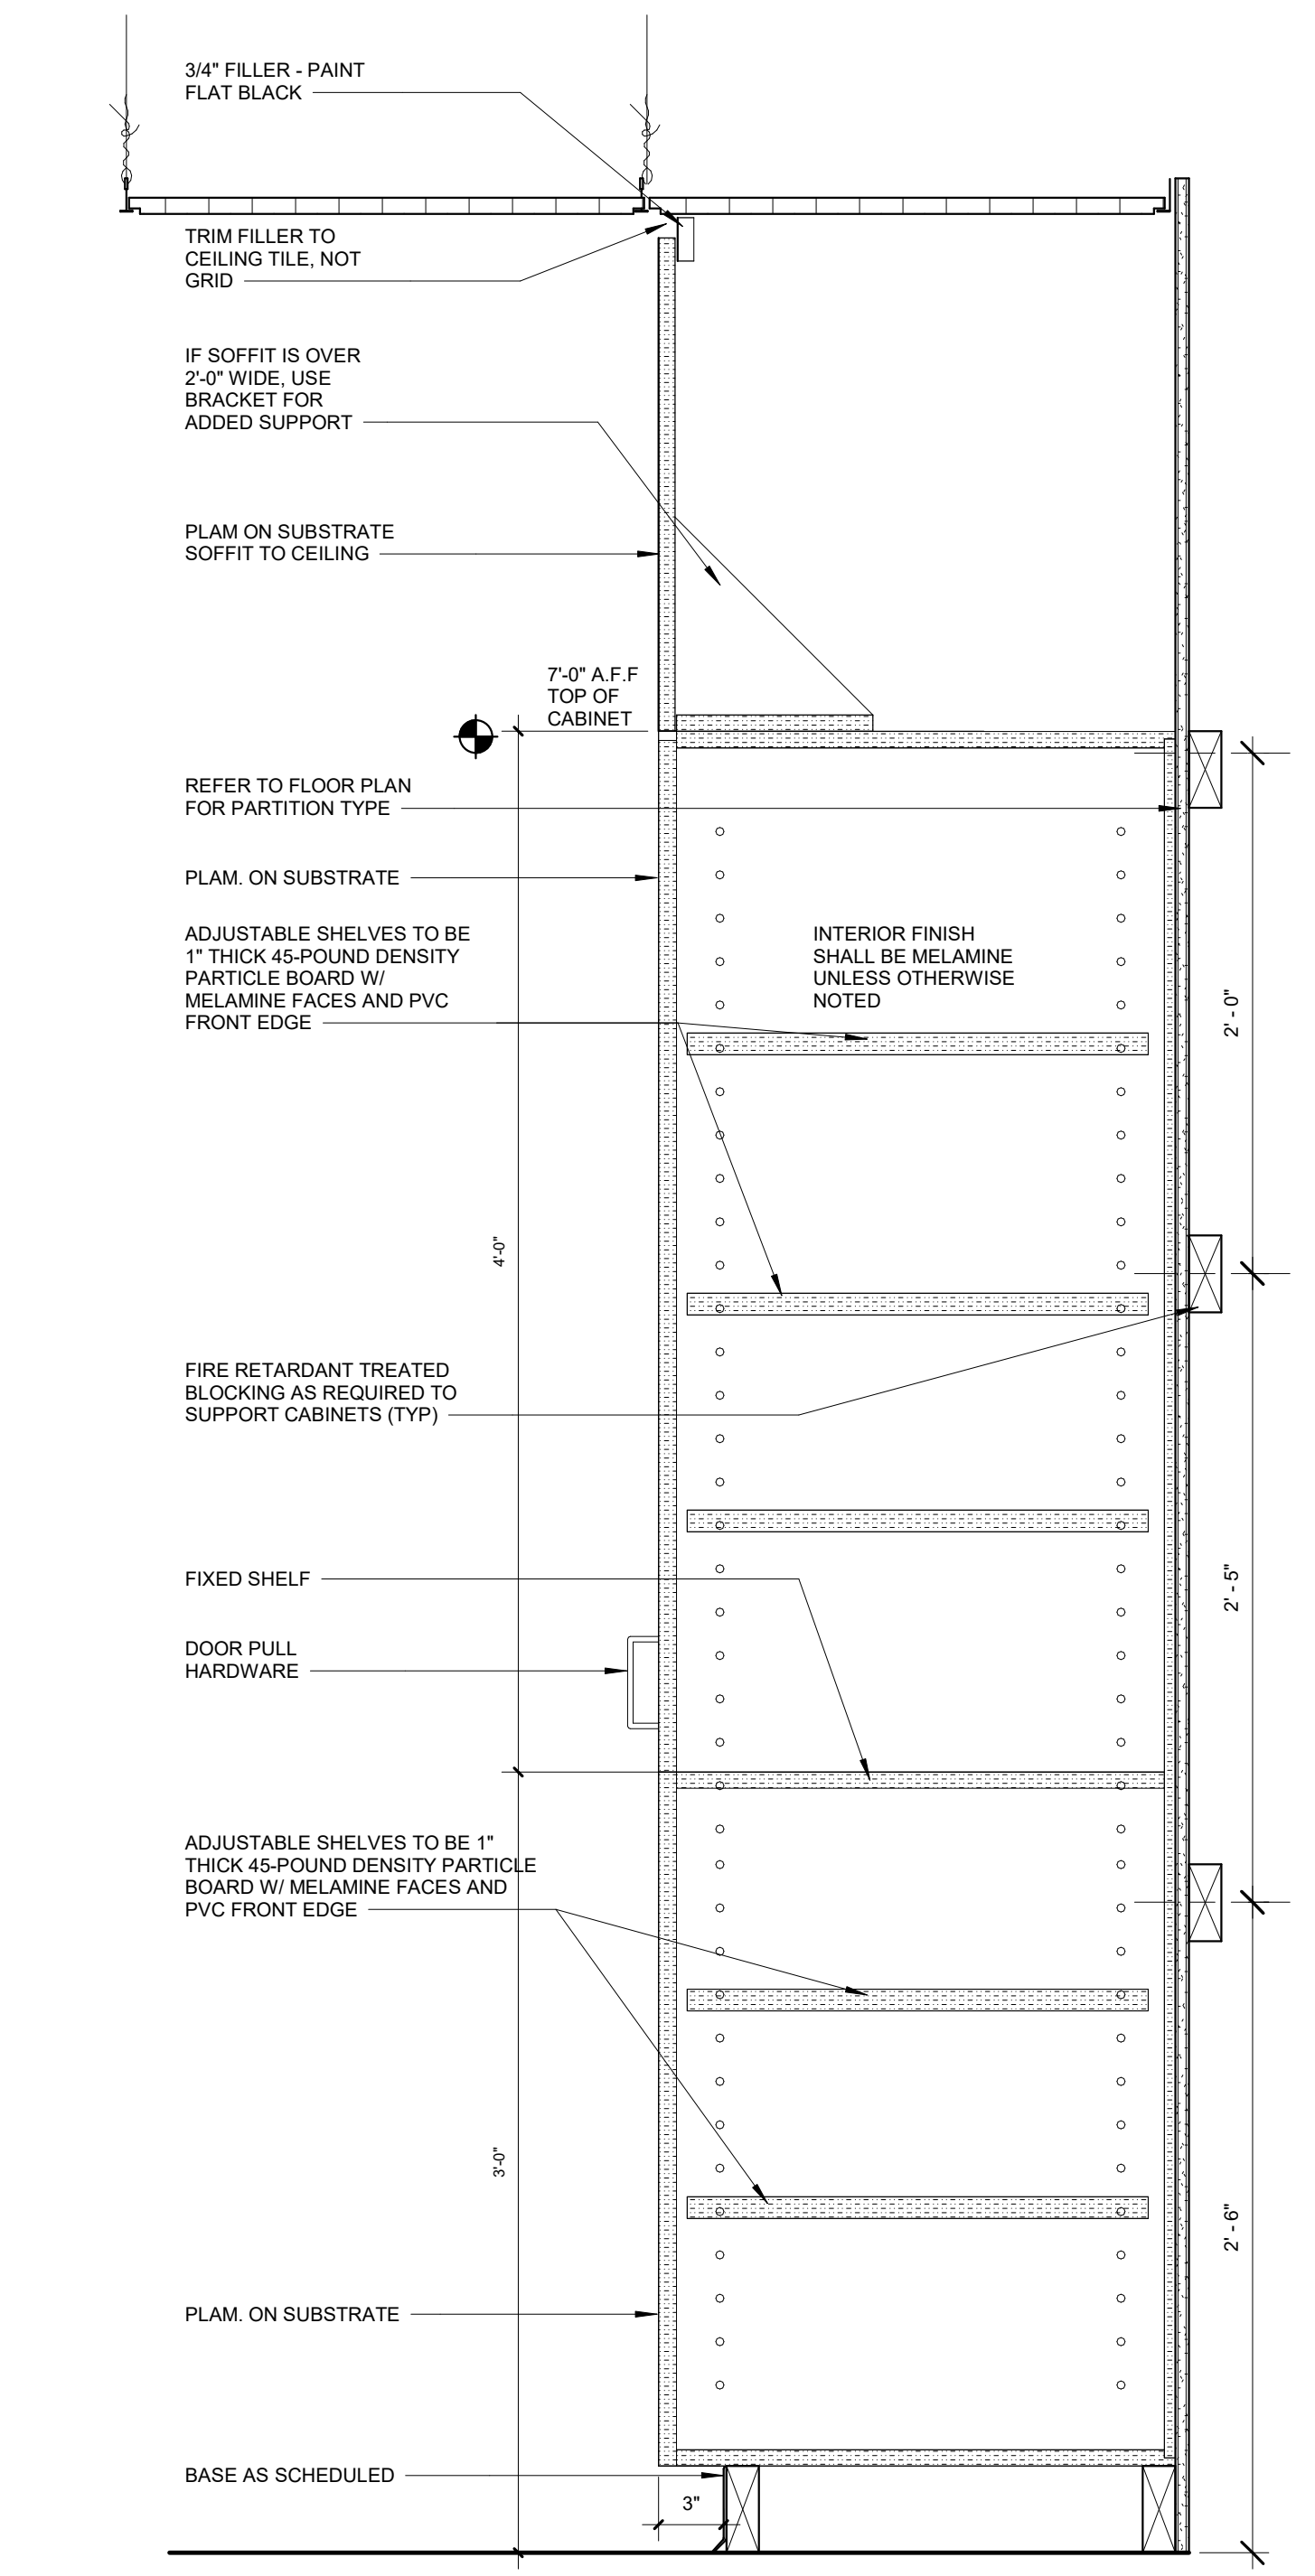 3/4" FILLER - PAINT
FLAT BLACK
TRIM FILLER TO
CEILING TILE, NOT
GRID
IF SOFFIT IS OVER
2'-0" WIDE, USE
BRACKET FOR
ADDED SUPPORT
PLAM ON SUBSTRATE
SOFFIT TO CEILING
7'-0" A.F.F
TOP OF
CABINET
REFER TO FLOOR PLAN
FOR PARTITION TYPE
PLAM. ON SUBSTRATE
ADJUSTABLE SHELVES TO BE
1" THICK 45-POUND DENSITY
PARTICLE BOARD W/
MELAMINE FACES AND PVC
FRONT EDGE
INTERIOR FINISH
SHALL BE MELAMINE
UNLESS OTHERWISE
NOTED
2' - 0"
4'-0"
FIRE RETARDANT TREATED
BLOCKING AS REQUIRED TO
SUPPORT CABINETS (TYP)
FIXED SHELF
2' - 5"
DOOR PULL
HARDWARE
ADJUSTABLE SHELVES TO BE 1"
THICK 45-POUND DENSITY PARTICLE
BOARD W/ MELAMINE FACES AND
PVC FRONT EDGE
3'-0"
2' - 6"
PLAM. ON SUBSTRATE
BASE AS SCHEDULED
3"